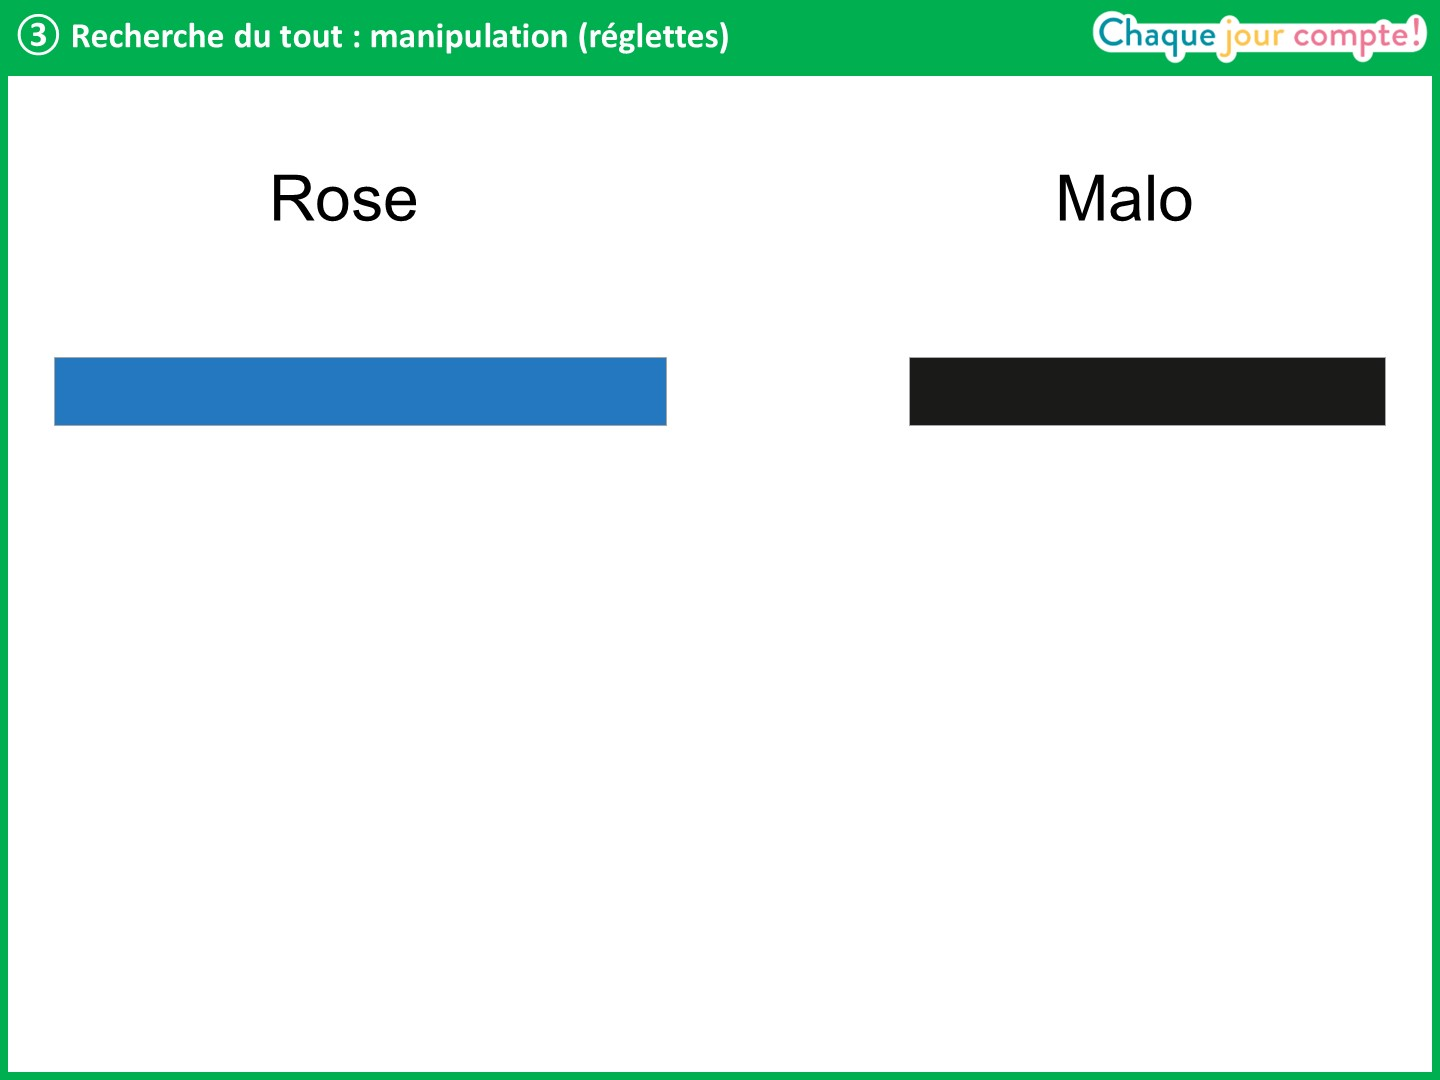 ③ Recherche du tout : manipulation (réglettes)
Chaque jour compte!
Rose
Malo